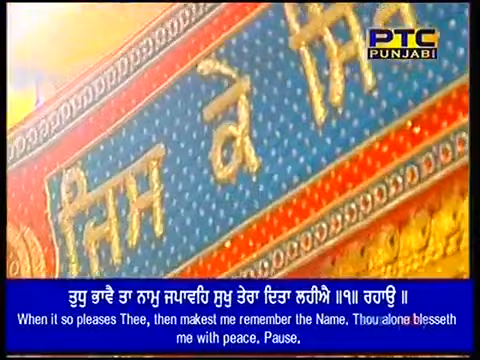 PTC
PUNJABI
ਜਿਸ ਕੇ ਸਿਰ
ਤੁਧੁ ਭਾਵੈ ਤਾ ਨਾਮੁ ਜਪਾਵਹਿ ਸੁਖੁ ਤੇਰਾ ਦਿਤਾ ਲਹੀਐ ॥੧॥ ਰਹਾਉ ॥
When it so pleases Thee, then makest me remember the Name. Thou alone blesseth
me with peace. Pause.